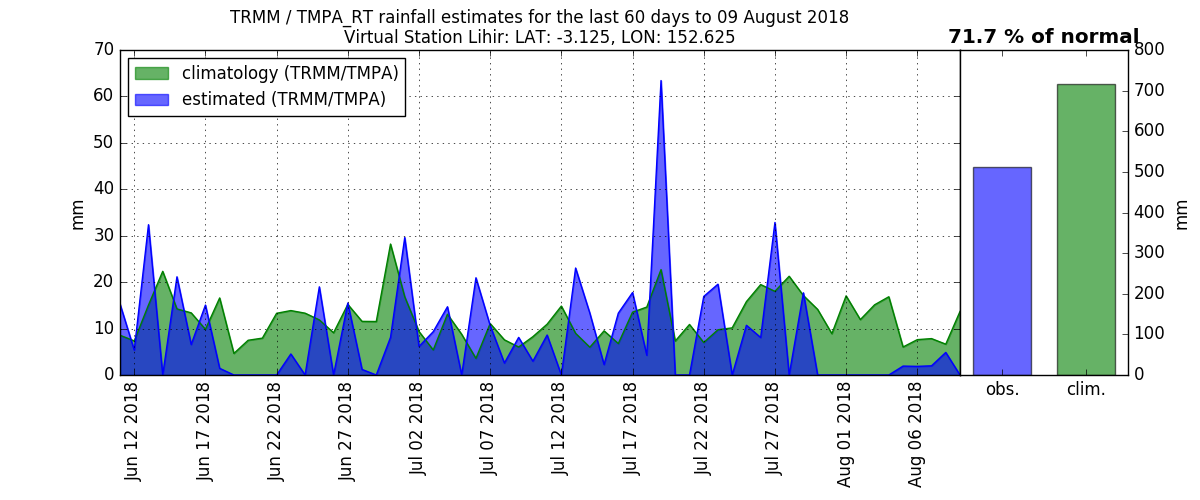 TRMM / TMPA_RT rainfall estimates for the last 60 days to 09 August 2018
Virtual Station Lihir: LAT: -3.125, LON: 152.625
71.7 % of normal
climatology (TRMM/TMPA)
estimated (TRMM/TMPA)
70
60
50
40
30
20
10
0
mm
Jun 12 2018
Jun 17 2018
Jun 22 2018
Jun 27 2018
Jul 02 2018
Jul 07 2018
Jul 12 2018
Jul 17 2018
Jul 22 2018
Jul 27 2018
Aug 01 2018
Aug 06 2018
obs.
clim.
800
700
600
500
400
300
200
100
0
mm